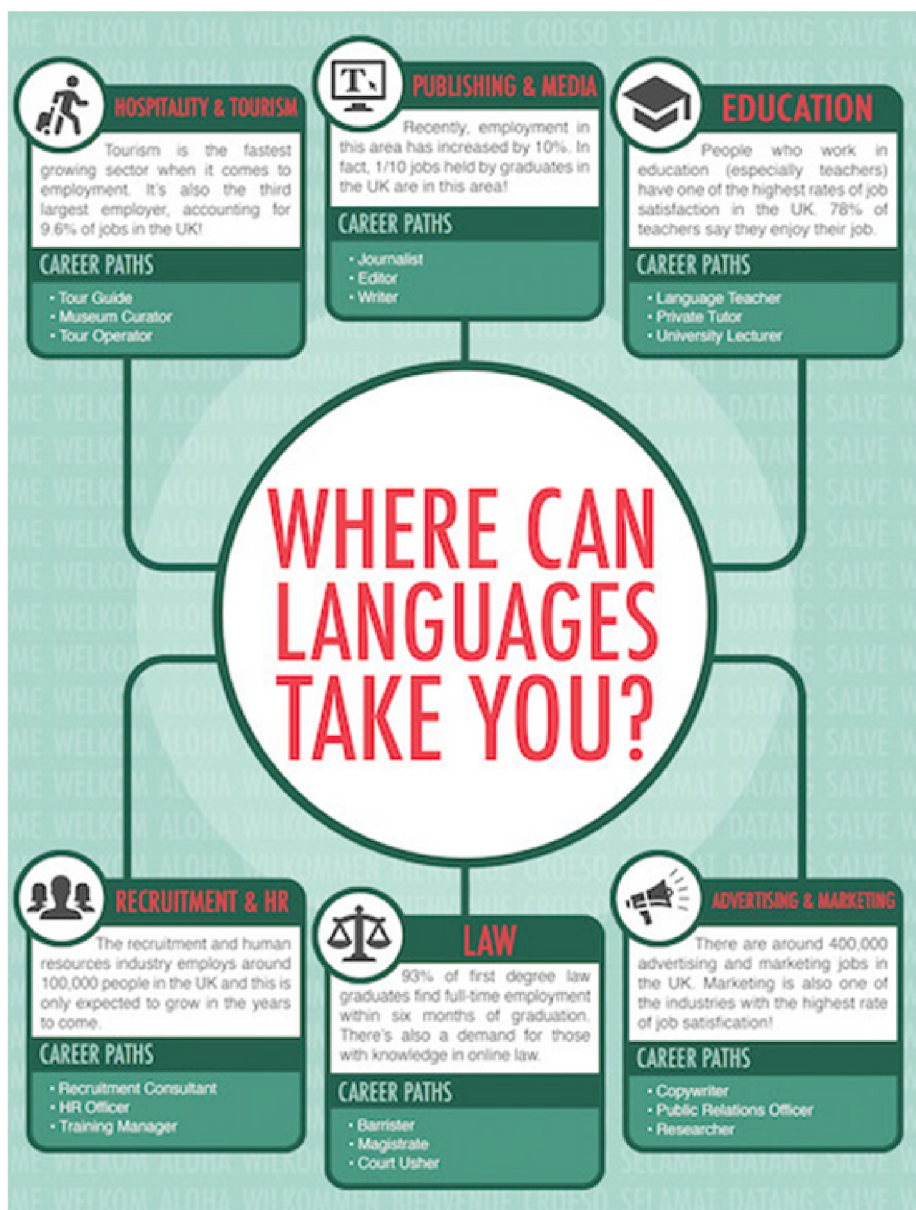 ME WELKOM ALOHA WILKOMMEN BIENVENUE CROESO SELAMAT DATANG SALVE W
HOSPITALITY & TOURISM
Tourism is the fastest
growing sector when it comes to
employment. It's also the third
largest employer, accounting for
9.6% of jobs in the UK!
CAREER PATHS
• Tour Guide
• Museum Curator
• Tour Operator
PUBLISHING & MEDIA
Recently, employment in
this area has increased by 10%. In
fact, 1/10 jobs held by graduates in
the UK are in this area!
CAREER PATHS
• Journalist
• Editor
• Writer
EDUCATION
People who work in
education (especially teachers)
have one of the highest rates of job
satisfaction in the UK. 78% of
teachers say they enjoy their job.
CAREER PATHS
• Language Teacher
• Private Tutor
• University Lecturer
WHERE CAN
LANGUAGES
TAKE YOU?
RECRUITMENT & HR
The recruitment and human
resources industry employs around
100,000 people in the UK and this is
only expected to grow in the years
to come.
CAREER PATHS
• Recruitment Consultant
• HR Officer
• Training Manager
LAW
93% of first degree law
graduates find full-time employment
within six months of graduation.
There's also a demand for those
with knowledge in online law.
CAREER PATHS
• Barrister
• Magistrate
• Court Usher
ADVERTISING & MARKETING
There are around 400,000
advertising and marketing jobs in
the UK. Marketing is also one of
the industries with the highest rate
of job satisfication!
CAREER PATHS
• Copywriter
• Public Relations Officer
• Researcher
ME WELKOM ALOHA WILKOMMEN BIENVENUE CROESO SELAMAT DATANG SALVE W